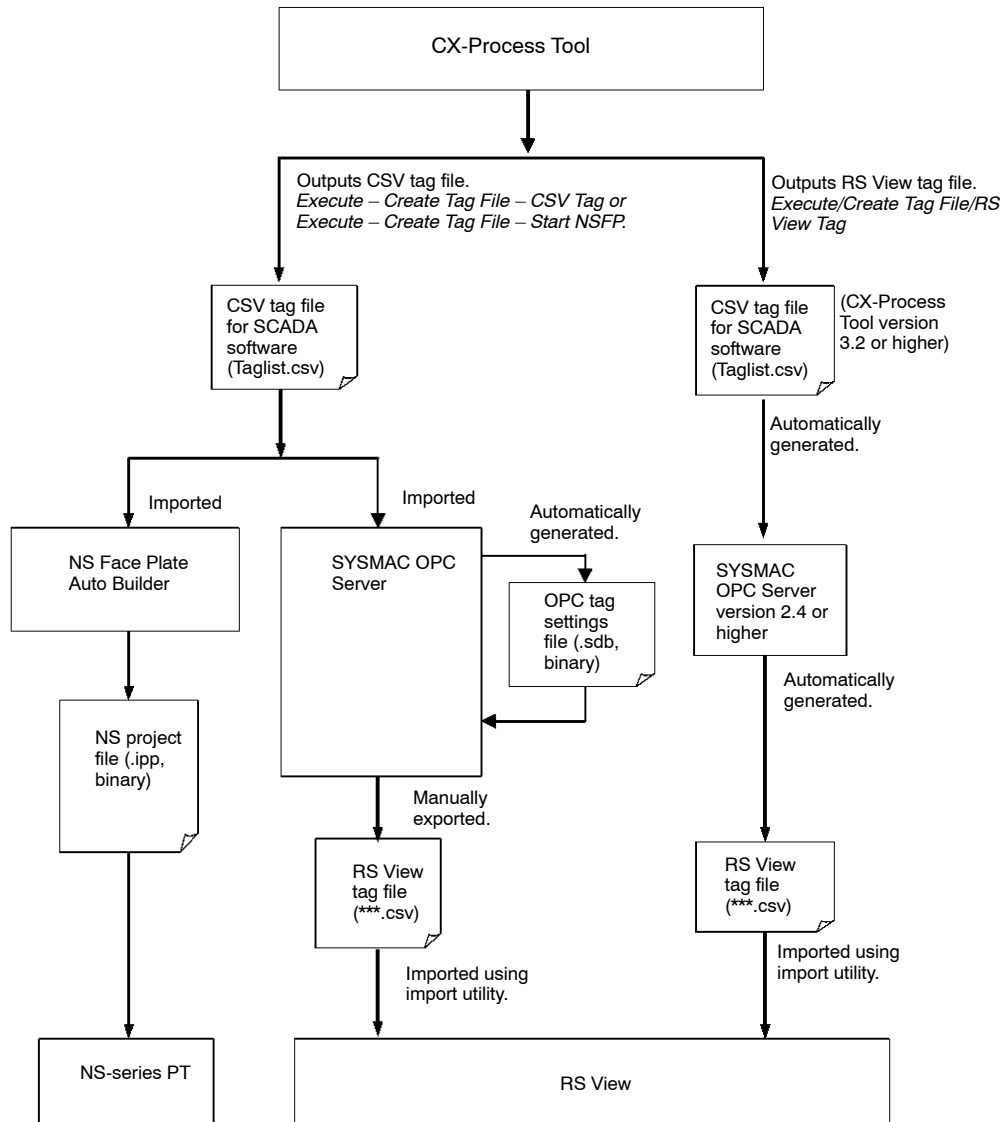 CX-Process Tool
Outputs CSV tag file.
Execute – Create Tag File – CSV Tag or
Execute – Create Tag File – Start NSFP.
Outputs RS View tag file.
Execute/Create Tag File/RS
View Tag
CSV tag file
for SCADA
software
(Taglist.csv)
CSV tag file
for SCADA
software
(Taglist.csv)
(CX-Process
Tool version
3.2 or higher)
Automatically
generated.
Imported
Imported
NS Face Plate
Auto Builder
SYSMAC OPC
Server
Automatically
generated.
OPC tag
settings
file (.sdb,
binary)
SYSMAC
OPC Server
version 2.4 or
higher
Automatically
generated.
NS project
file (.ipp,
binary)
Manually
exported.
RS View
tag file
(***.csv)
RS View
tag file
(***.csv)
Imported using
import utility.
Imported using
import utility.
NS-series PT
RS View